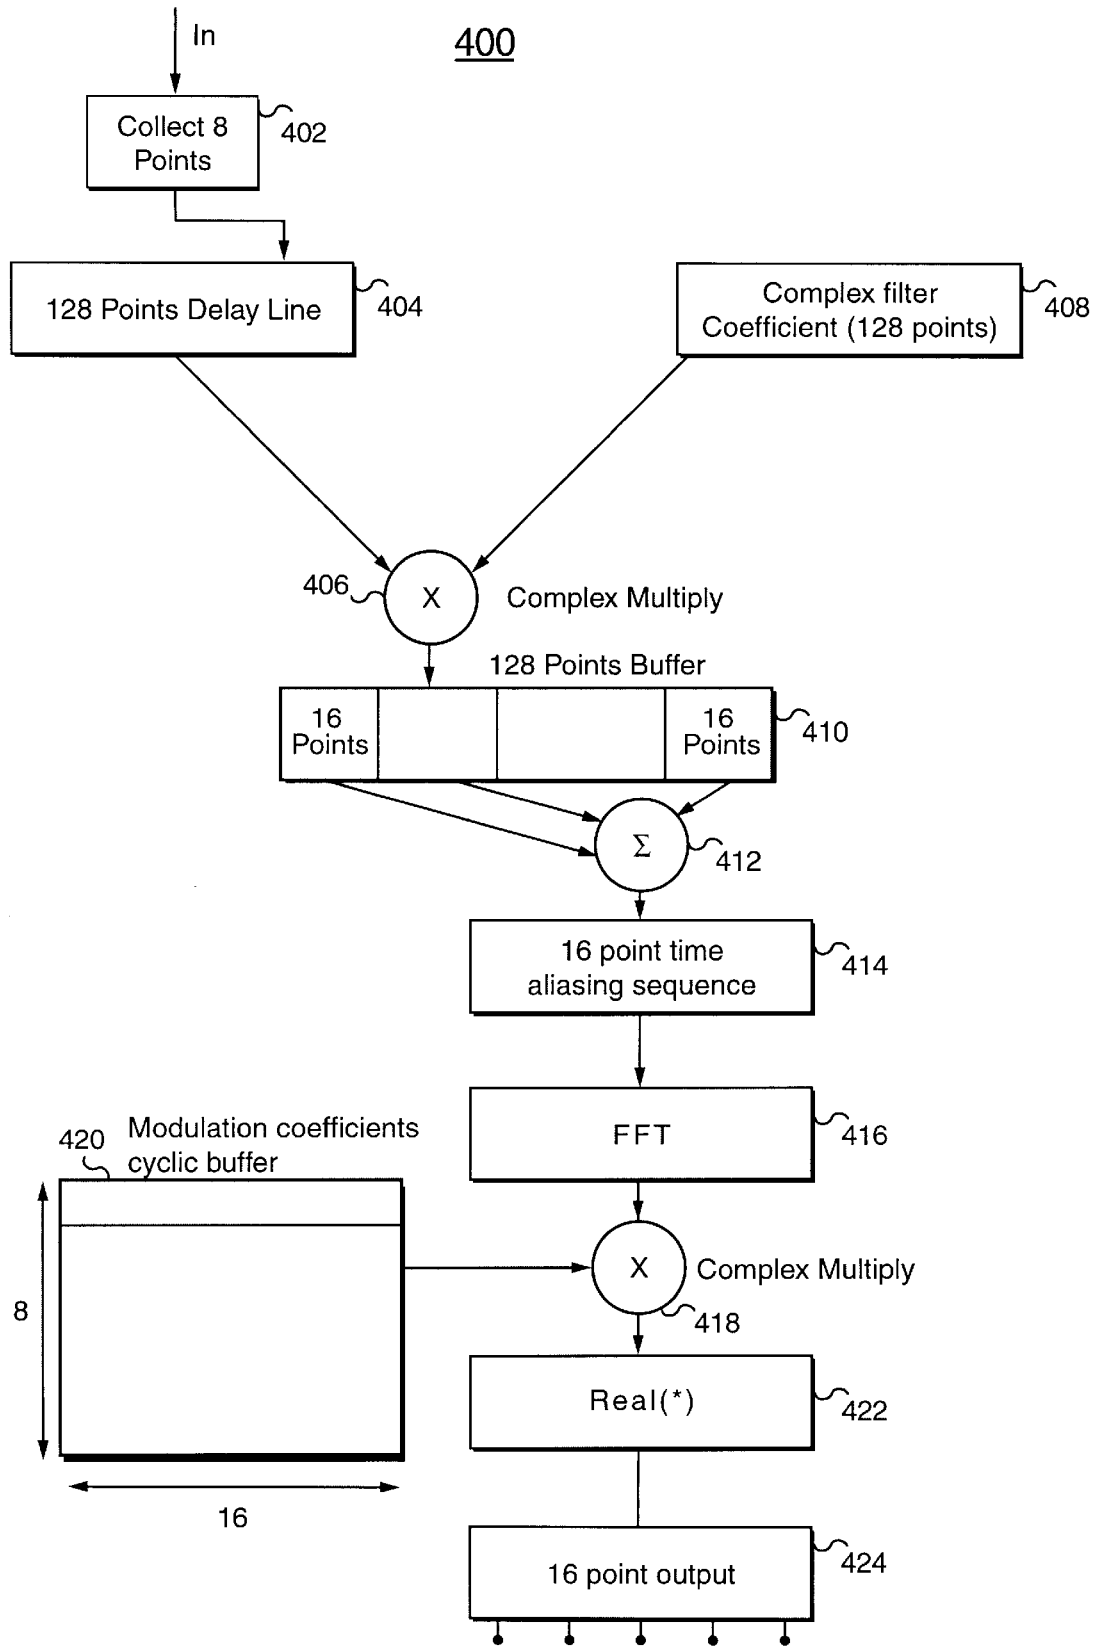 In
400
Collect 8
Points
402
128 Points Delay Line
404
Complex filter
Coefficient (128 points)
408
406
X
Complex Multiply
128 Points Buffer
16
Points
16
Points
410
Σ
412
16 point time
aliasing sequence
414
FFT
416
420
Modulation coefficients
cyclic buffer
8
16
X
Complex Multiply
418
Real(*)
422
16 point output
424